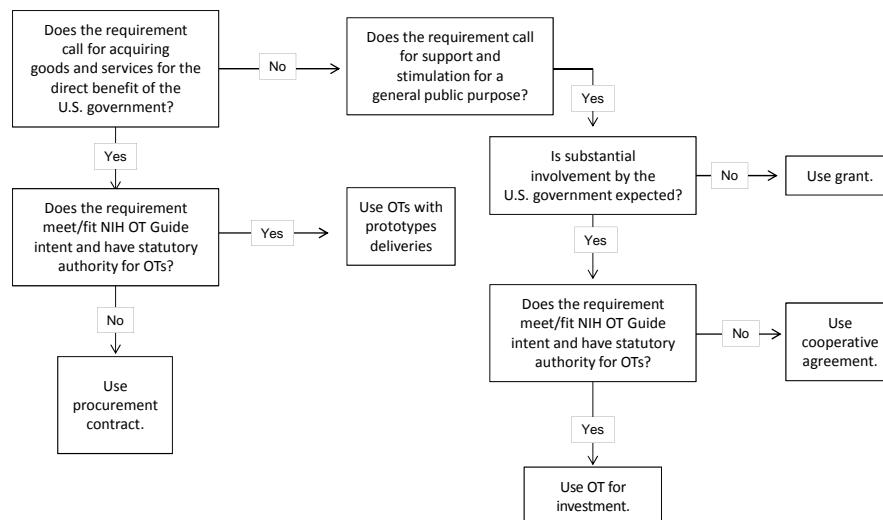 Does the requirement
call for acquiring
goods and services for the
direct benefit of the
U.S. government?
No
Does the requirement call
for support and
stimulation for a
general public purpose?
Yes
Yes
Is substantial
involvement by the
U.S. government expected?
No
Use grant.
Does the requirement
meet/fit NIH OT Guide
intent and have statutory
authority for OTs?
Yes
Use OTs with
prototypes
deliveries
Yes
No
Does the requirement
meet/fit NIH OT Guide
intent and have statutory
authority for OTs?
No
Use
cooperative
agreement.
Use
procurement
contract.
Yes
Use OT for
investment.